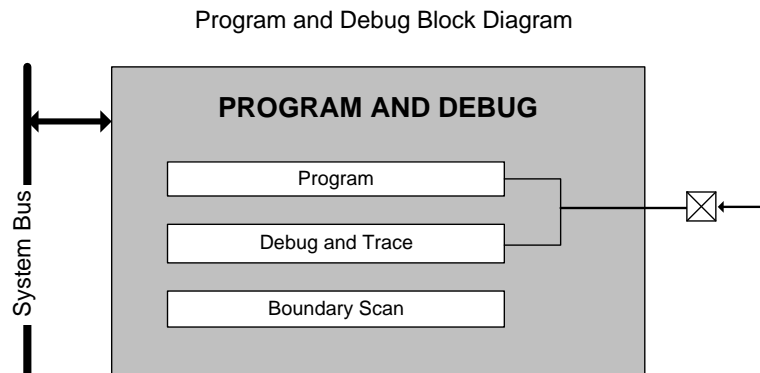 Program and Debug Block Diagram
PROGRAM AND DEBUG
Program
Debug and Trace
Boundary Scan
System Bus